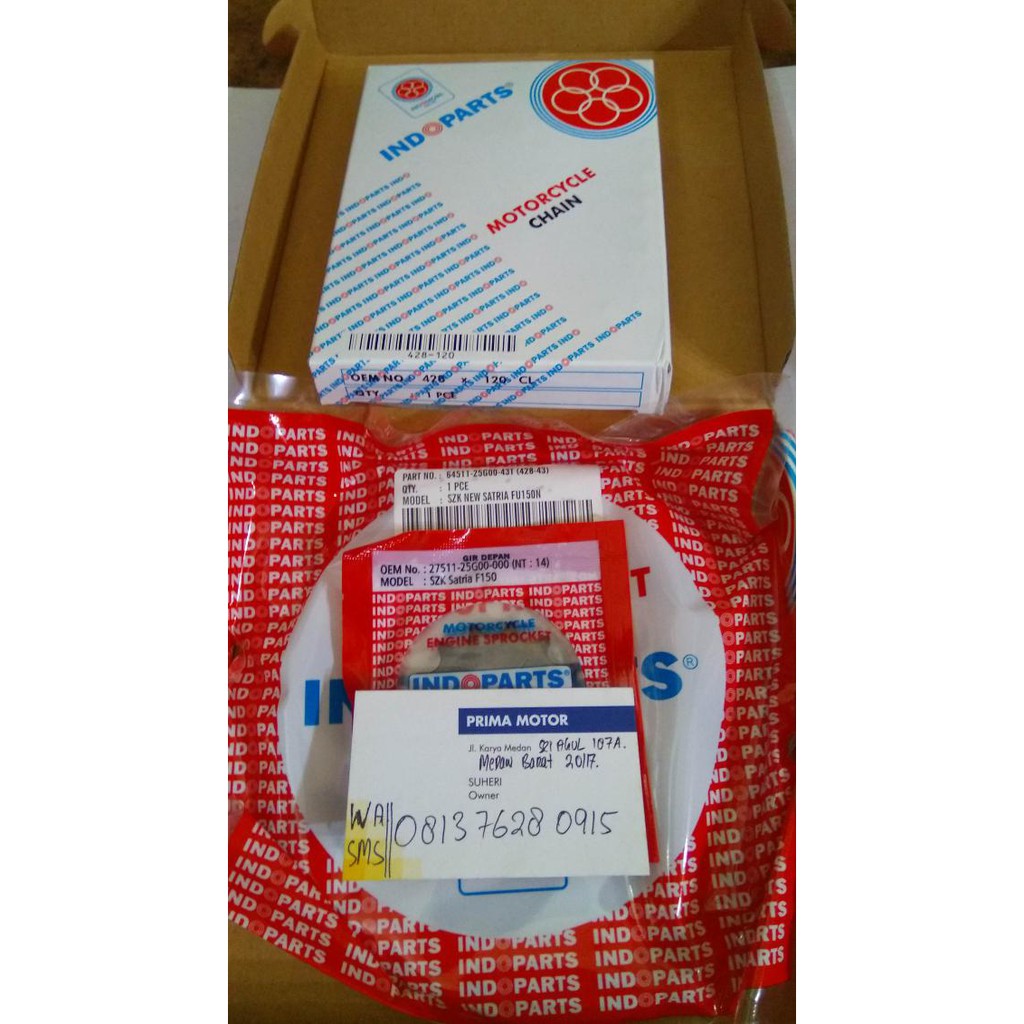 INDOPARTS®
MOTORCYCLE
CHAIN
428-120
OEM NO. 428 x 120 CL
QTY 1 PCE
PART NO. : 64511-25G00-43T (428-43)
QTY. : 1 PCE
MODEL : SZK NEW SATRIA FU150N
GIR DEPAN
OEM No. : 27511-25G00-000 (NT : 14)
MODEL : SZK Satria F150
MOTORCYCLE
ENGINE SPROCKET
INDOPARTS®
PRIMA MOTOR
Jl. Karya Medan
107A.
Barat 2017.
SUHERI
Owner
WA
SMS
0813 7628 0915